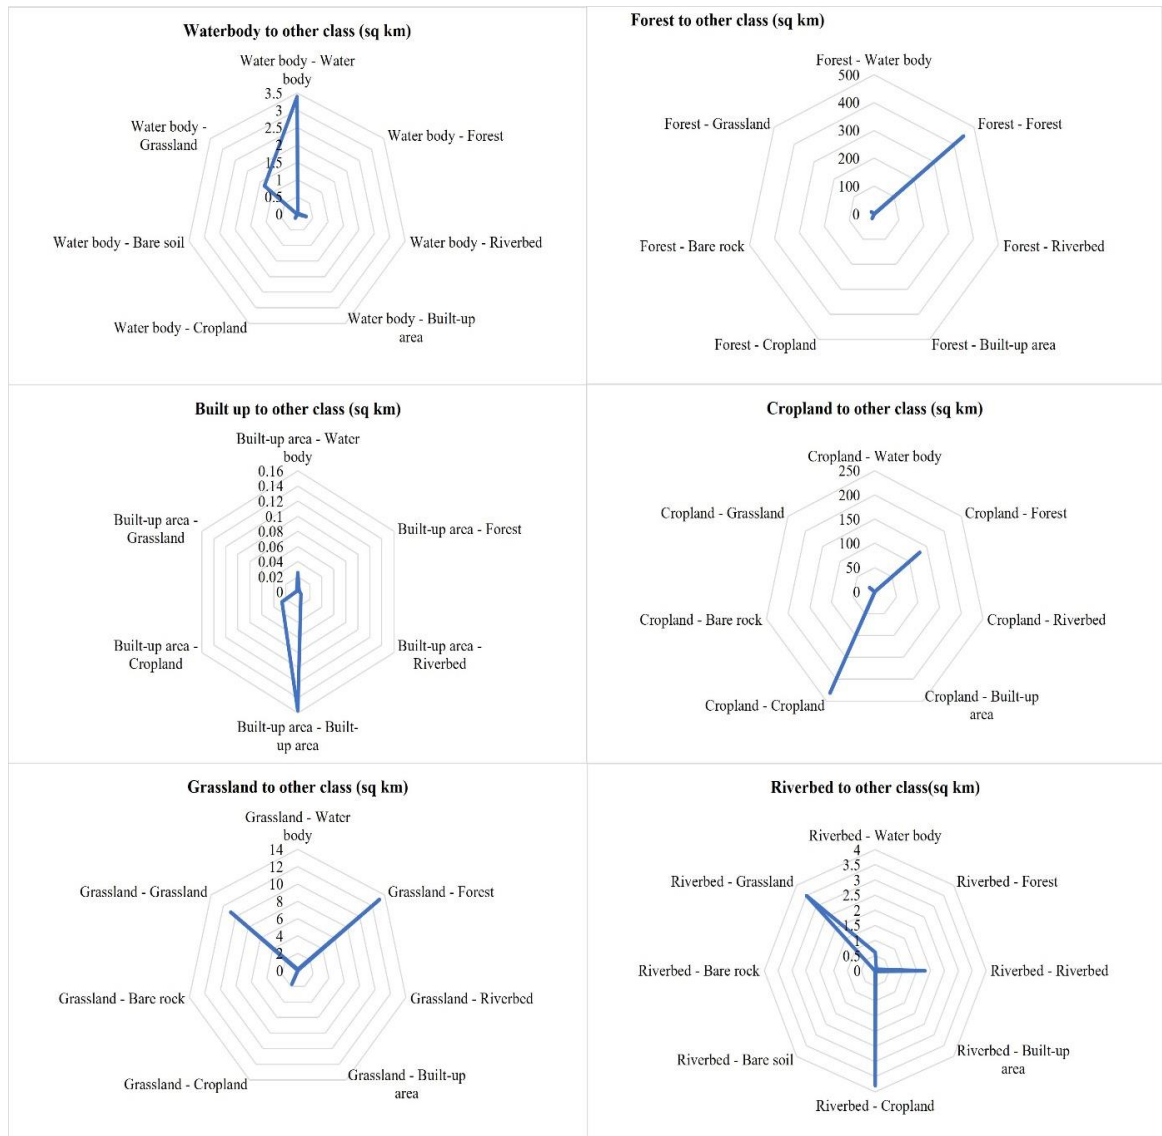 Waterbody to other class (sq km)
Water body - Water
body
3.5
3
2.5
2
1.5
1
0.5
0
Water body - Forest
Water body - Riverbed
Water body - Built-up
area
Water body - Cropland
Water body - Bare soil
Water body -
Grassland
Forest to other class (sq km)
Forest - Water body
500
400
300
200
100
0
Forest - Forest
Forest - Riverbed
Forest - Built-up area
Forest - Cropland
Forest - Bare rock
Forest - Grassland
Built up to other class (sq km)
Built-up area - Water
body
0.16
0.14
0.12
0.1
0.08
0.06
0.04
0.02
0
Built-up area - Forest
Built-up area -
Riverbed
Built-up area - Built-
up area
Built-up area -
Cropland
Built-up area -
Grassland
Cropland to other class (sq km)
Cropland - Water body
250
200
150
100
50
0
Cropland - Forest
Cropland - Riverbed
Cropland - Built-up
area
Cropland - Cropland
Cropland - Bare rock
Cropland - Grassland
Grassland to other class (sq km)
Grassland - Water
body
14
12
10
8
6
4
2
0
Grassland - Forest
Grassland - Riverbed
Grassland - Built-up
area
Grassland - Cropland
Grassland - Bare rock
Grassland - Grassland
Riverbed to other class(sq km)
Riverbed - Water body
4
3.5
3
2.5
2
1.5
1
0.5
0
Riverbed - Forest
Riverbed - Riverbed
Riverbed - Built-up
area
Riverbed - Cropland
Riverbed - Bare soil
Riverbed - Bare rock
Riverbed - Grassland